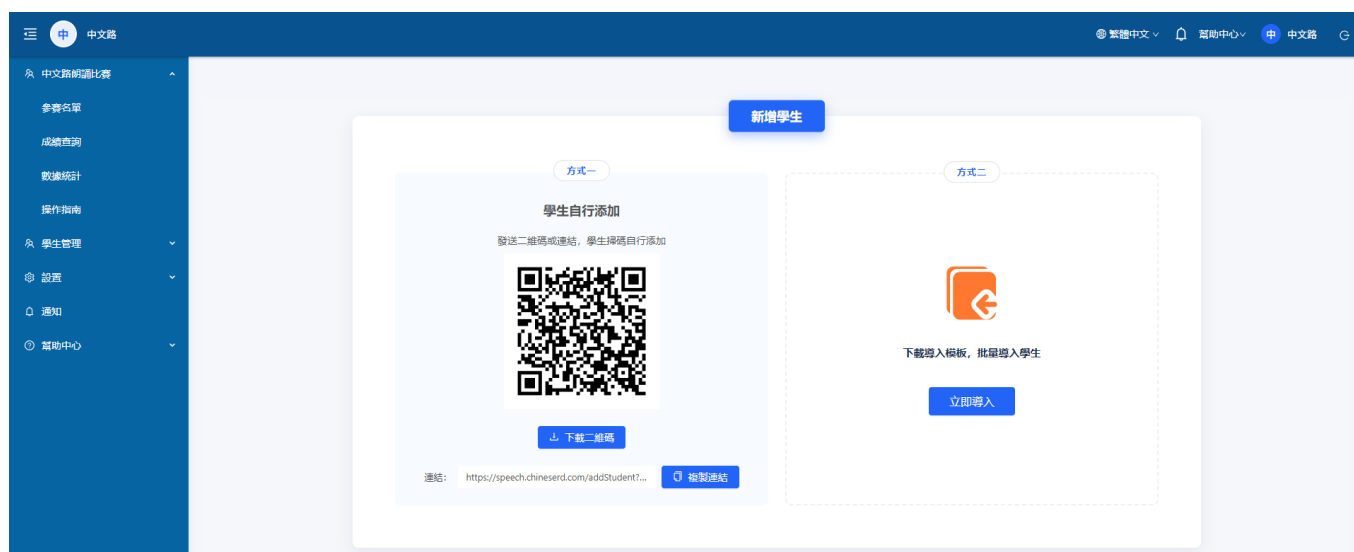 中 中文路
繁體中文 幫助中心 中 中文路
中文路朗誦比賽
參賽名單
成績查詢
數據統計
操作指南
學生管理
設置
通知
幫助中心
新增學生
方式一
學生自行添加
發送二維碼或連結，學生掃碼自行添加
下載二維碼
連結： https://speech.chineserd.com/addStudent?... 複製連結
方式二
下載導入模板，批量導入學生
立即導入